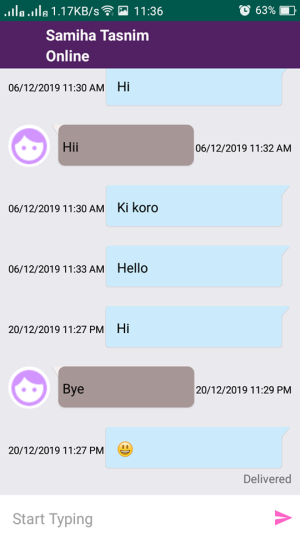 1.17KB/s 11:36 63%
Samiha Tasnim
Online
06/12/2019 11:30 AM Hi
Hii 06/12/2019 11:32 AM
06/12/2019 11:30 AM Ki koro
06/12/2019 11:33 AM Hello
20/12/2019 11:27 PM Hi
Bye 20/12/2019 11:29 PM
20/12/2019 11:27 PM 😃
Delivered
Start Typing